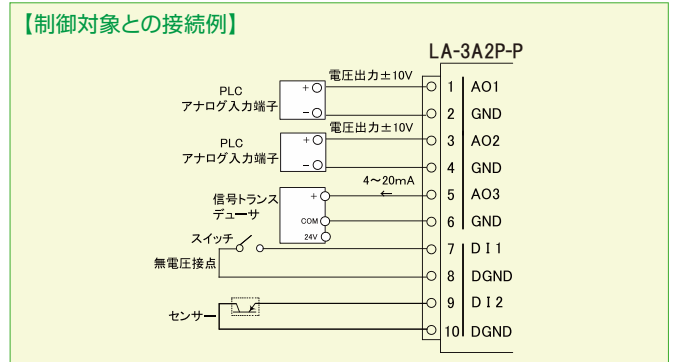 【制御対象との接続例】
LA-3A2P-P
電圧出力±10V
PLC
アナログ入力端子
+
-
1 AO1
2 GND
電圧出力±10V
PLC
アナログ入力端子
+
-
3 AO2
4 GND
4～20mA
←
信号トランス
デューサ
+
COM
24V
5 AO3
6 GND
スイッチ
無電圧接点
7 DI1
8 DGND
センサー
9 DI2
10 DGND